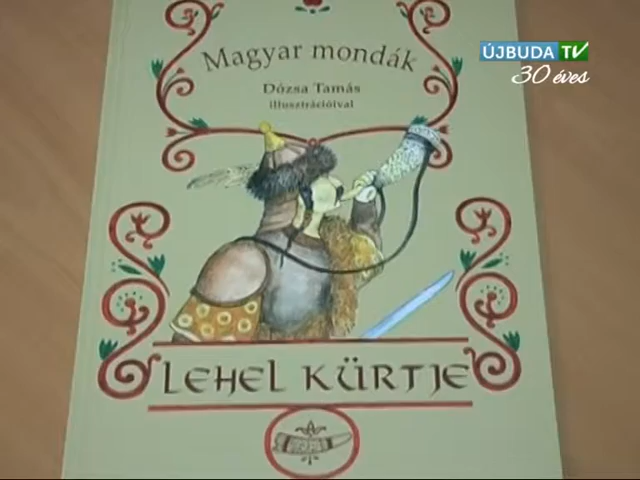 ÚJBUDA TV
30 éves
Magyar mondák
Dózsa Tamás
illusztrációival
LEHEL KÜRTJE